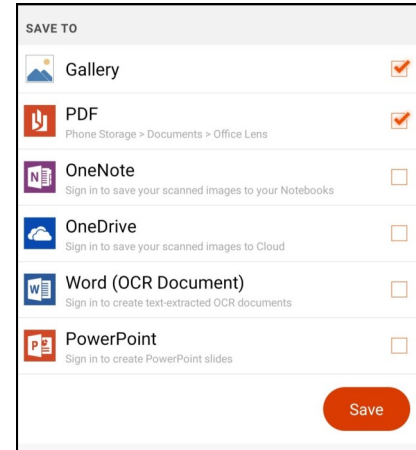 SAVE TO
Gallery
PDF
Phone Storage > Documents > Office Lens
OneNote
Sign in to save your scanned images to your Notebooks
OneDrive
Sign in to save your scanned images to Cloud
Word (OCR Document)
Sign in to create text-extracted OCR documents
PowerPoint
Sign in to create PowerPoint slides
Save